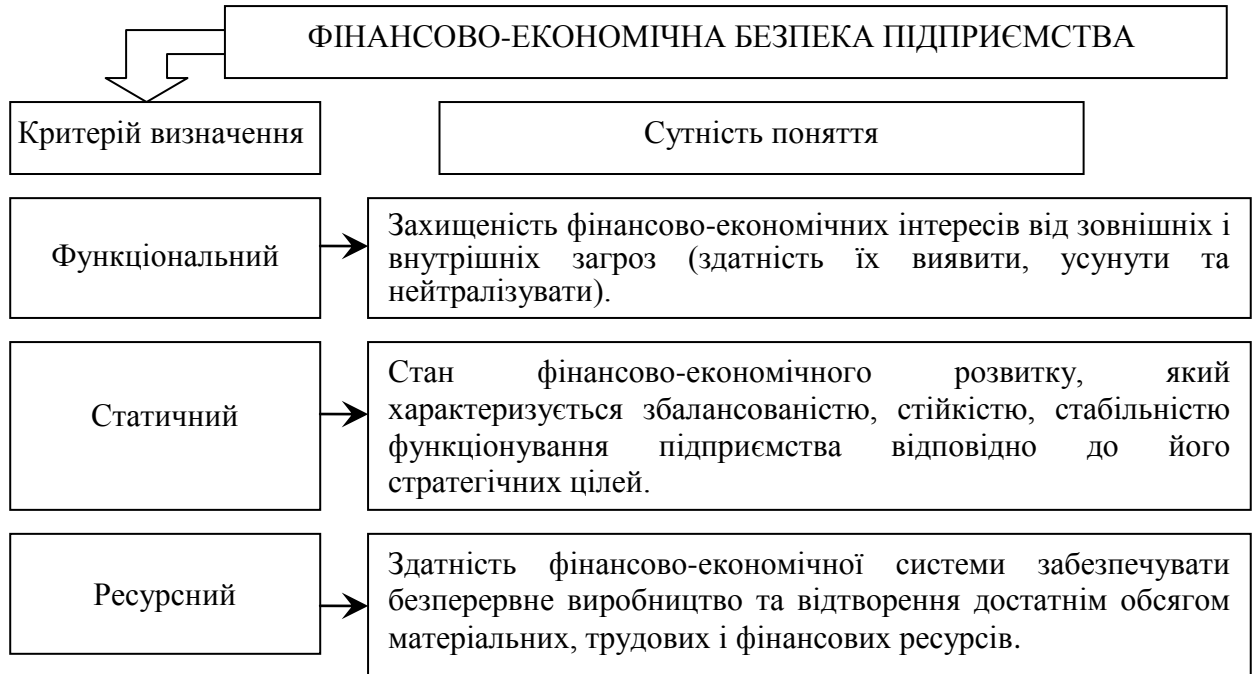 ФІНАНСОВО-ЕКОНОМІЧНА БЕЗПЕКА ПІДПРИЄМСТВА
Критерій визначення
Сутність поняття
Функціональний
Захищеність фінансово-економічних інтересів від зовнішніх і
внутрішніх загроз (здатність їх виявити, усунути та
нейтралізувати).
Статичний
Стан фінансово-економічного розвитку, який
характеризується збалансованістю, стійкістю, стабільністю
функціонування підприємства відповідно до його
стратегічних цілей.
Ресурсний
Здатність фінансово-економічної системи забезпечувати
безперервне виробництво та відтворення достатнім обсягом
матеріальних, трудових і фінансових ресурсів.